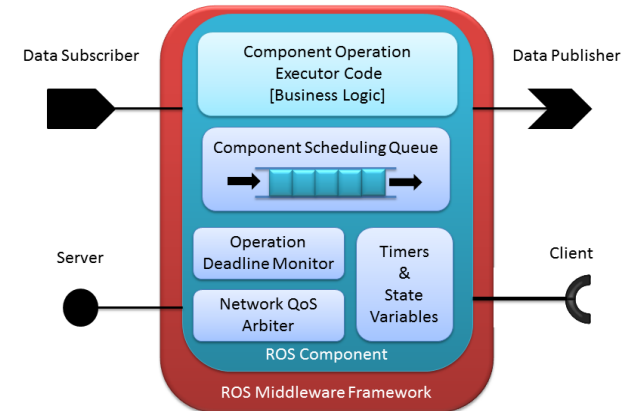 Data Subscriber
Component Operation
Executor Code
[Business Logic]
Data Publisher
Component Scheduling Queue
Server
Operation
Deadline Monitor
Network QoS
Arbiter
Timers
&
State
Variables
Client
ROS Component
ROS Middleware Framework